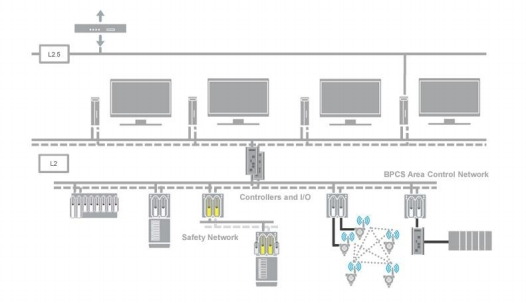 L2.5
L2
BPCS Area Control Network
Controllers and I/O
Safety Network